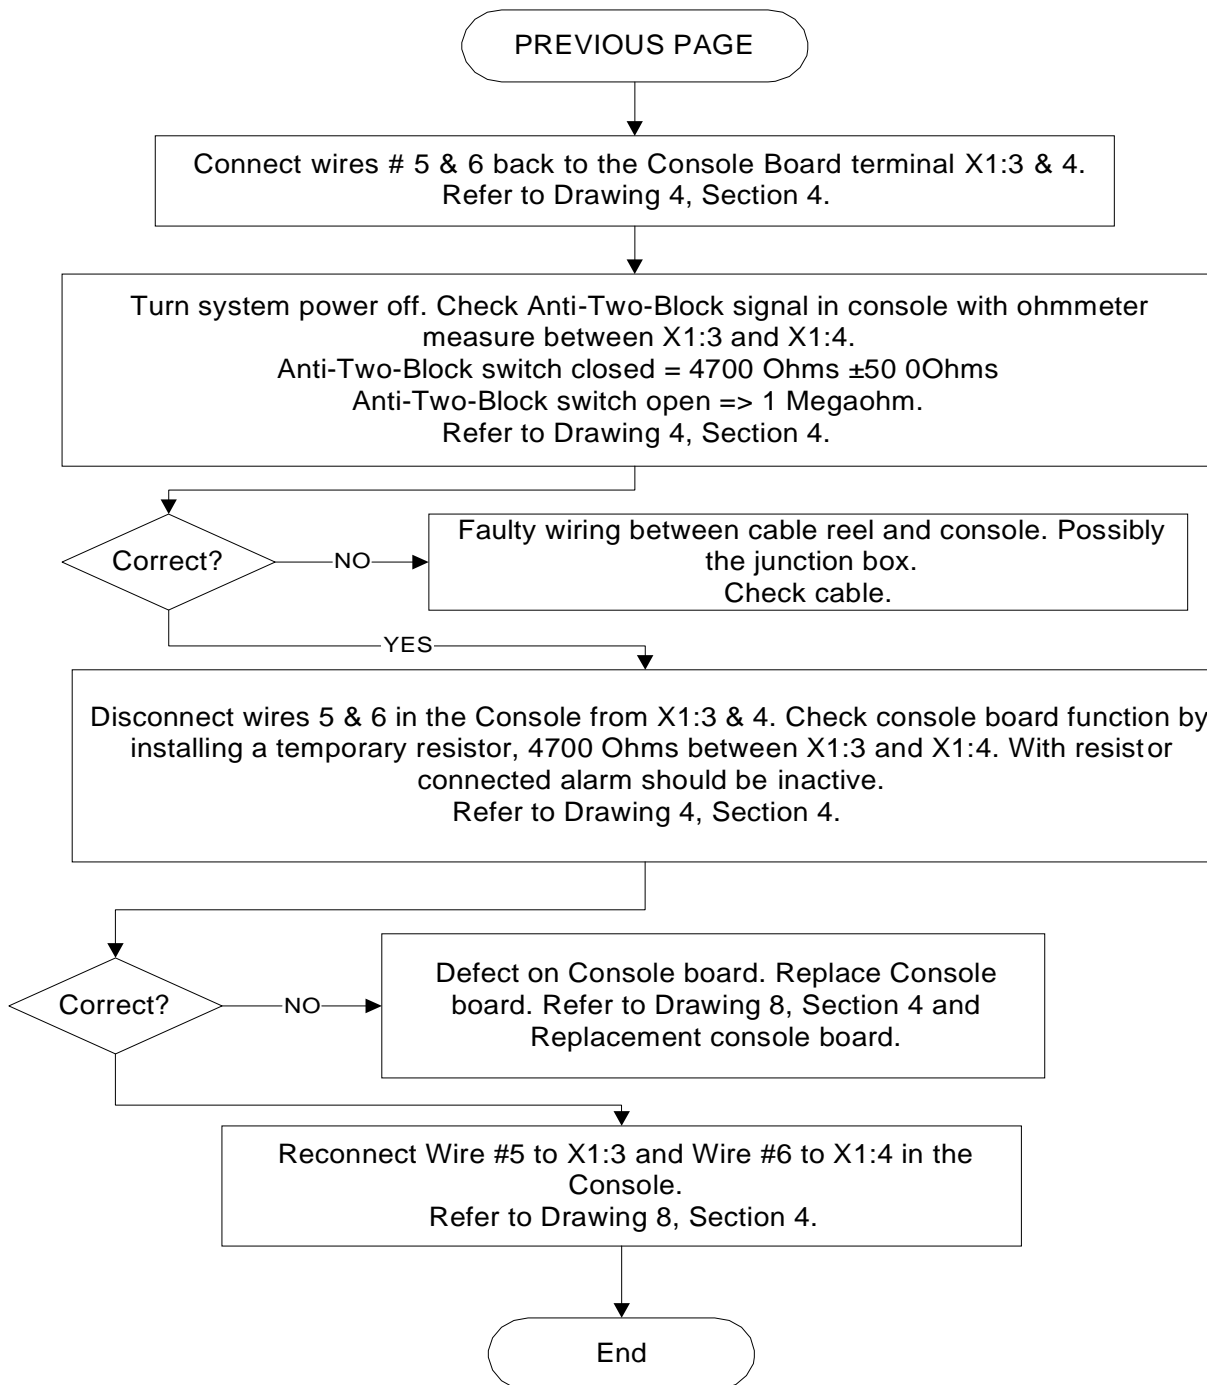 PREVIOUS PAGE
Connect wires # 5 & 6 back to the Console Board terminal X1:3 & 4.
Refer to Drawing 4, Section 4.
Turn system power off. Check Anti-Two-Block signal in console with ohmmeter
measure between X1:3 and X1:4.
Anti-Two-Block switch closed = 4700 Ohms ±50 0Ohms
Anti-Two-Block switch open => 1 Megaohm.
Refer to Drawing 4, Section 4.
Correct?
NO
Faulty wiring between cable reel and console. Possibly
the junction box.
Check cable.
YES
Disconnect wires 5 & 6 in the Console from X1:3 & 4. Check console board function by
installing a temporary resistor, 4700 Ohms between X1:3 and X1:4. With resistor
connected alarm should be inactive.
Refer to Drawing 4, Section 4.
Correct?
NO
Defect on Console board. Replace Console
board. Refer to Drawing 8, Section 4 and
Replacement console board.
Reconnect Wire #5 to X1:3 and Wire #6 to X1:4 in the
Console.
Refer to Drawing 8, Section 4.
End